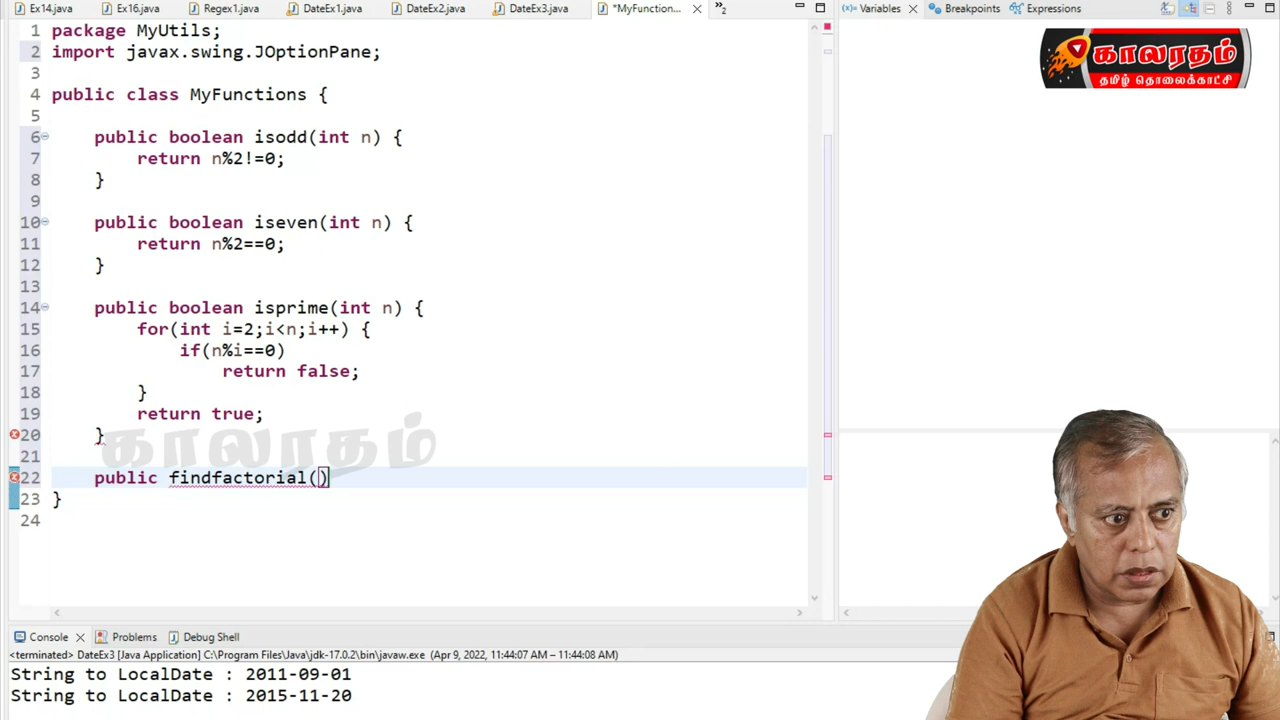 Ex14.java Ex16.java Regex1.java DateEx1.java DateEx2.java DateEx3.java *MyFunction... »2
(x)= Variables Breakpoints Expressions
காலரதம்
தமிழ் தொலைக்காட்சி
1 package MyUtils;
2 import javax.swing.JOptionPane;
3
4 public class MyFunctions {
5
6 public boolean isodd(int n) {
7 return n%2!=0;
8 }
9
10 public boolean iseven(int n) {
11 return n%2==0;
12 }
13
14 public boolean isprime(int n) {
15 for(int i=2;i<n;i++) {
16 if(n%i==0)
17 return false;
18 }
19 return true;
20 }
காலரதம்
21
22 public findfactorial()
23 }
24
Console Problems Debug Shell
<terminated> DateEx3 [Java Application] C:\Program Files\Java\jdk-17.0.2\bin\javaw.exe (Apr 9, 2022, 11:44:07 AM – 11:44:08 AM)
String to LocalDate : 2011-09-01
String to LocalDate : 2015-11-20